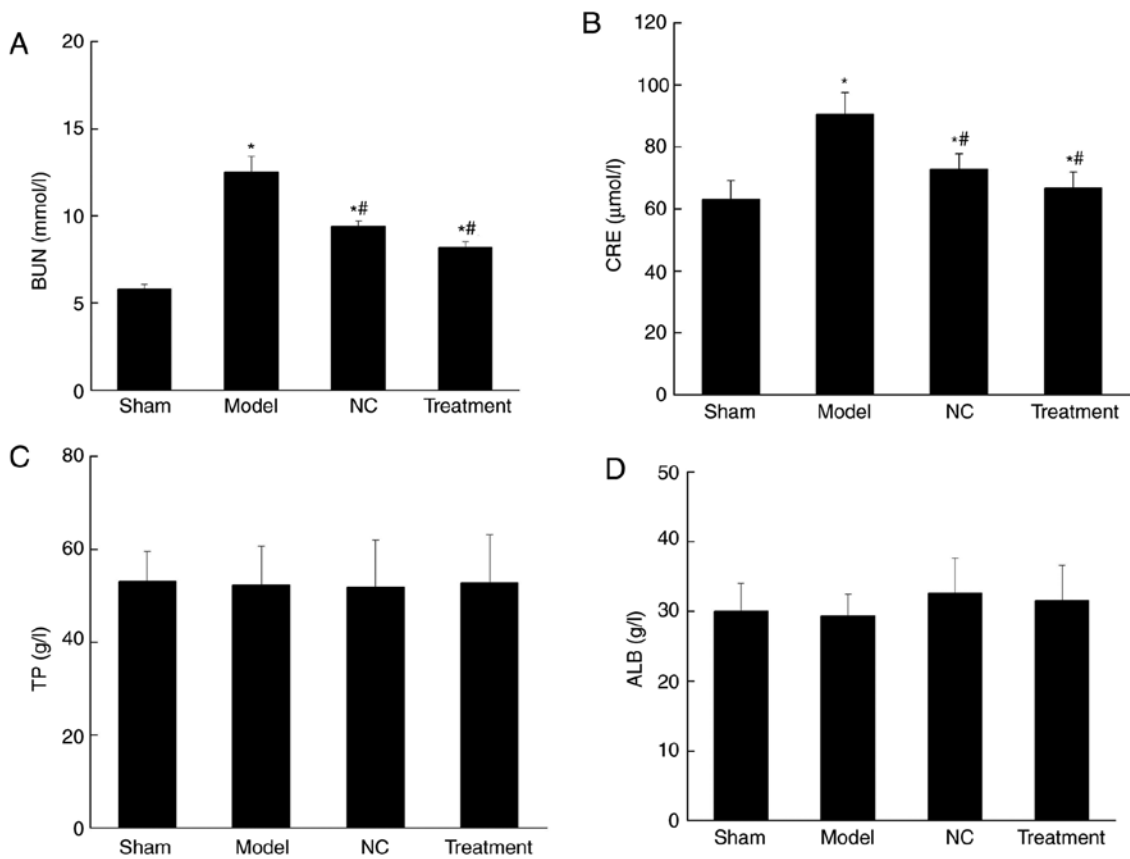 A
BUN (mmol/l)
20
15
10
5
0
*
*#
*#
Sham Model NC Treatment
B
CRE (μmol/l)
120
100
80
60
40
20
0
*
*#
*#
Sham Model NC Treatment
C
TP (g/l)
80
60
40
20
0
Sham Model NC Treatment
D
ALB (g/l)
50
40
30
20
10
0
Sham Model NC Treatment